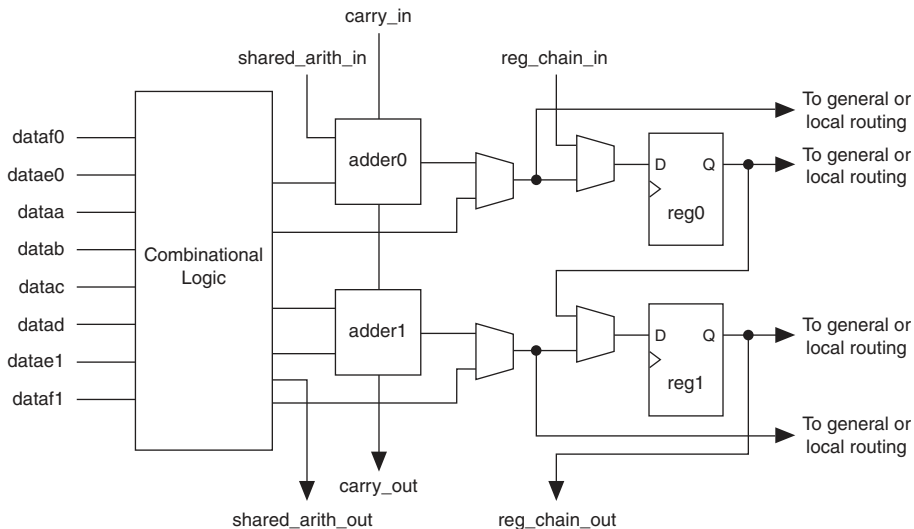 carry_in
shared_arith_in
reg_chain_in
To general or
local routing
dataf0
adder0
D Q
To general or
local routing
datae0
reg0
dataa
datab
Combinational
Logic
datac
datad
adder1
D Q
To general or
local routing
datae1
reg1
dataf1
To general or
local routing
carry_out
shared_arith_out
reg_chain_out